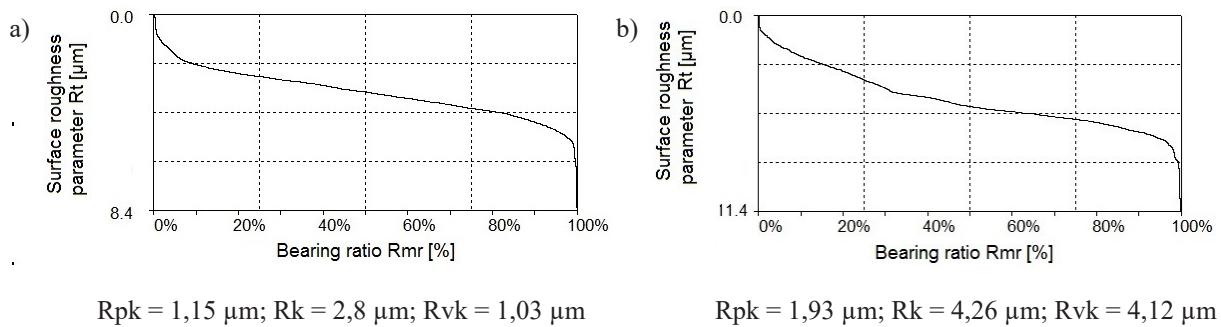 a)
Surface roughness
parameter Rt [µm]
0.0
8.4
0% 20% 40% 60% 80% 100%
Bearing ratio Rmr [%]
Rpk = 1,15 µm; Rk = 2,8 µm; Rvk = 1,03 µm
b)
Surface roughness
parameter Rt [µm]
0.0
11.4
0% 20% 40% 60% 80% 100%
Bearing ratio Rmr [%]
Rpk = 1,93 µm; Rk = 4,26 µm; Rvk = 4,12 µm